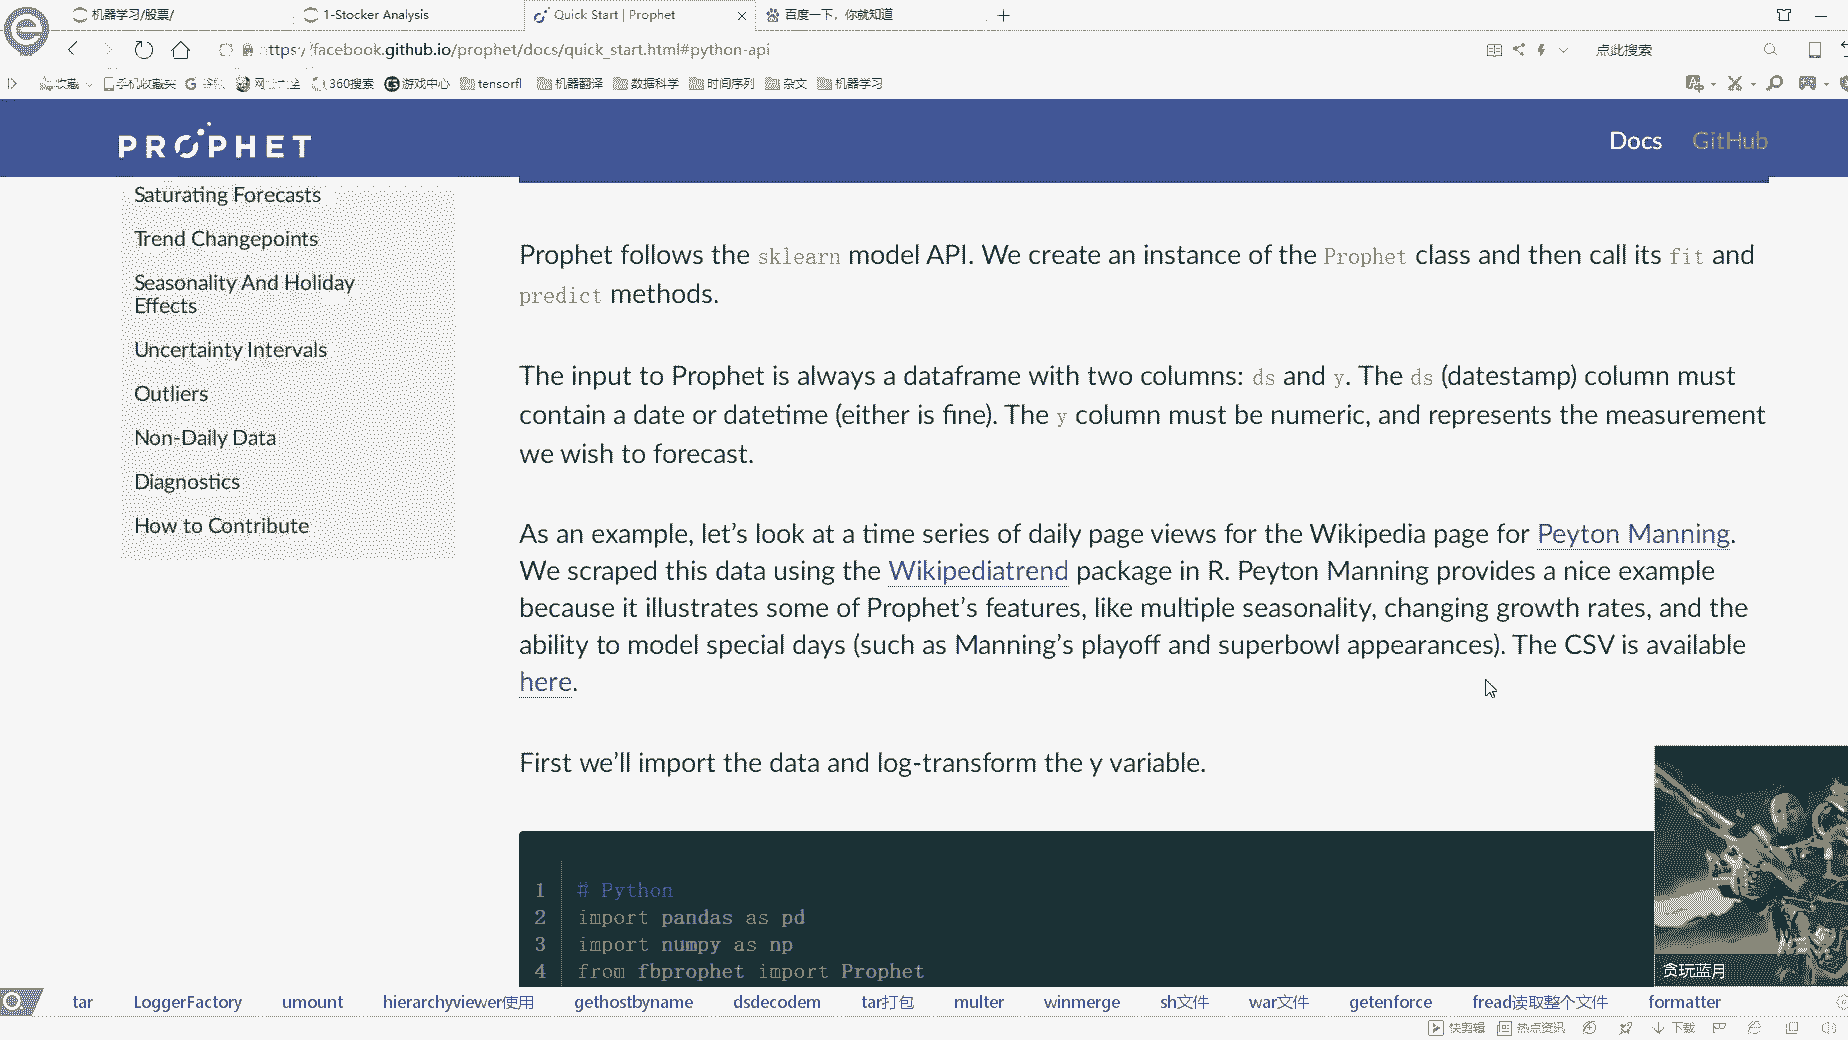 机器学习/股票/
1-Stocker Analysis
Quick Start | Prophet
百度一下，你就知道
ttps://facebook.github.io/prophet/docs/quick_start.html#python-api
点此搜索
收藏
手机收藏夹
360搜索
游戏中心
tensorfl
机器翻译
数据科学
时间序列
杂文
机器学习
PROPHET
Docs
GitHub
Saturating Forecasts
Trend Changepoints
Seasonality And Holiday
Effects
Uncertainty Intervals
Outliers
Non-Daily Data
Diagnostics
How to Contribute
Prophet follows the sklearn model API. We create an instance of the Prophet class and then call its fit and
predict methods.
The input to Prophet is always a dataframe with two columns: ds and y. The ds (datestamp) column must
contain a date or datetime (either is fine). The y column must be numeric, and represents the measurement
we wish to forecast.
As an example, let’s look at a time series of daily page views for the Wikipedia page for Peyton Manning.
We scraped this data using the Wikipediatrend package in R. Peyton Manning provides a nice example
because it illustrates some of Prophet’s features, like multiple seasonality, changing growth rates, and the
ability to model special days (such as Manning’s playoff and superbowl appearances). The CSV is available
here.
First we’ll import the data and log-transform the y variable.
1 # Python
2 import pandas as pd
3 import numpy as np
4 from fbprophet import Prophet
贪玩蓝月
tar
LoggerFactory
umount
hierarchyviewer使用
gethostbyname
dsdecodem
tar打包
multer
winmerge
sh文件
war文件
getenforce
fread读取整个文件
formatter
快剪辑
热点资讯
下载